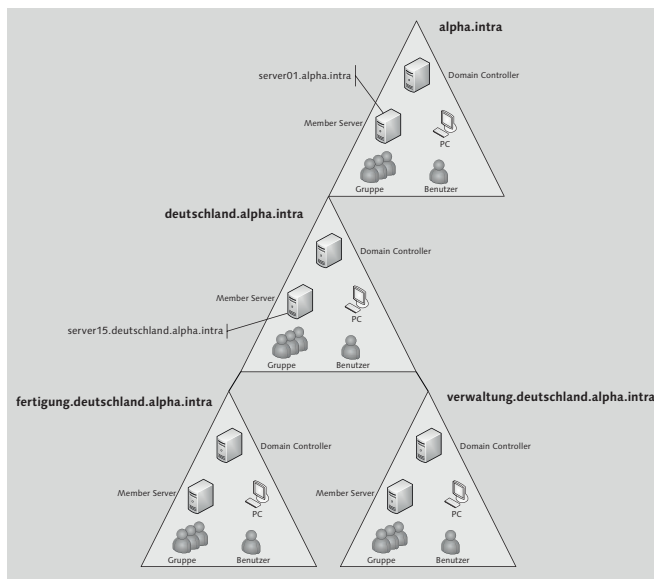 alpha.intra
server01.alpha.intra
Domain Controller
Member Server
PC
Gruppe
Benutzer
deutschland.alpha.intra
Domain Controller
Member Server
PC
server15.deutschland.alpha.intra
Gruppe
Benutzer
fertigung.deutschland.alpha.intra
Domain Controller
Member Server
PC
Gruppe
Benutzer
verwaltung.deutschland.alpha.intra
Domain Controller
Member Server
PC
Gruppe
Benutzer